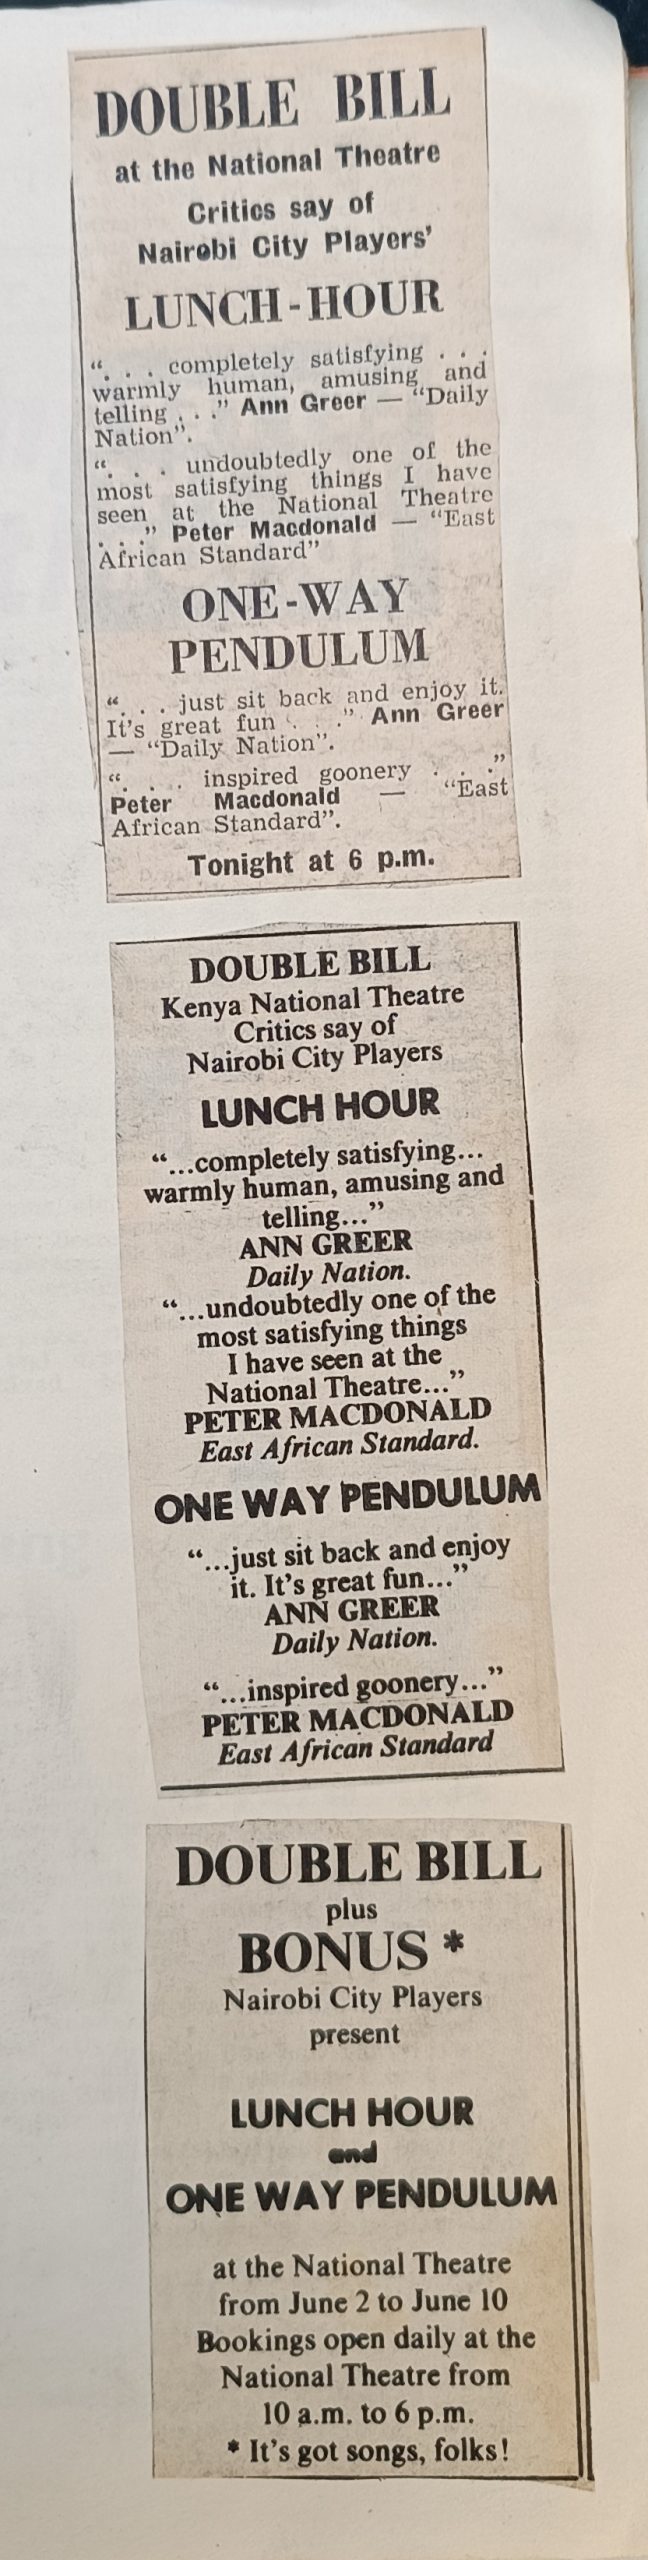 DOUBLE BILL
at the National Theatre
Critics say of
Nairobi City Players'
LUNCH-HOUR
". . . completely satisfying . . .
warmly human, amusing and
telling . . ." Ann Greer — "Daily
Nation".
". . . undoubtedly one of the
most satisfying things I have
seen at the National Theatre
. . ." Peter Macdonald — "East
African Standard"
ONE-WAY
PENDULUM
". . . just sit back and enjoy it.
It's great fun . . ." Ann Greer
— "Daily Nation".
". . . inspired goonery . . ."
Peter Macdonald — "East
African Standard".
Tonight at 6 p.m.
DOUBLE BILL
Kenya National Theatre
Critics say of
Nairobi City Players
LUNCH HOUR
"...completely satisfying...
warmly human, amusing and
telling..."
ANN GREER
Daily Nation.
"...undoubtedly one of the
most satisfying things
I have seen at the
National Theatre..."
PETER MACDONALD
East African Standard.
ONE WAY PENDULUM
"...just sit back and enjoy
it. It's great fun..."
ANN GREER
Daily Nation.
"...inspired goonery..."
PETER MACDONALD
East African Standard
DOUBLE BILL
plus
BONUS *
Nairobi City Players
present
LUNCH HOUR
and
ONE WAY PENDULUM
at the National Theatre
from June 2 to June 10
Bookings open daily at the
National Theatre from
10 a.m. to 6 p.m.
* It's got songs, folks!